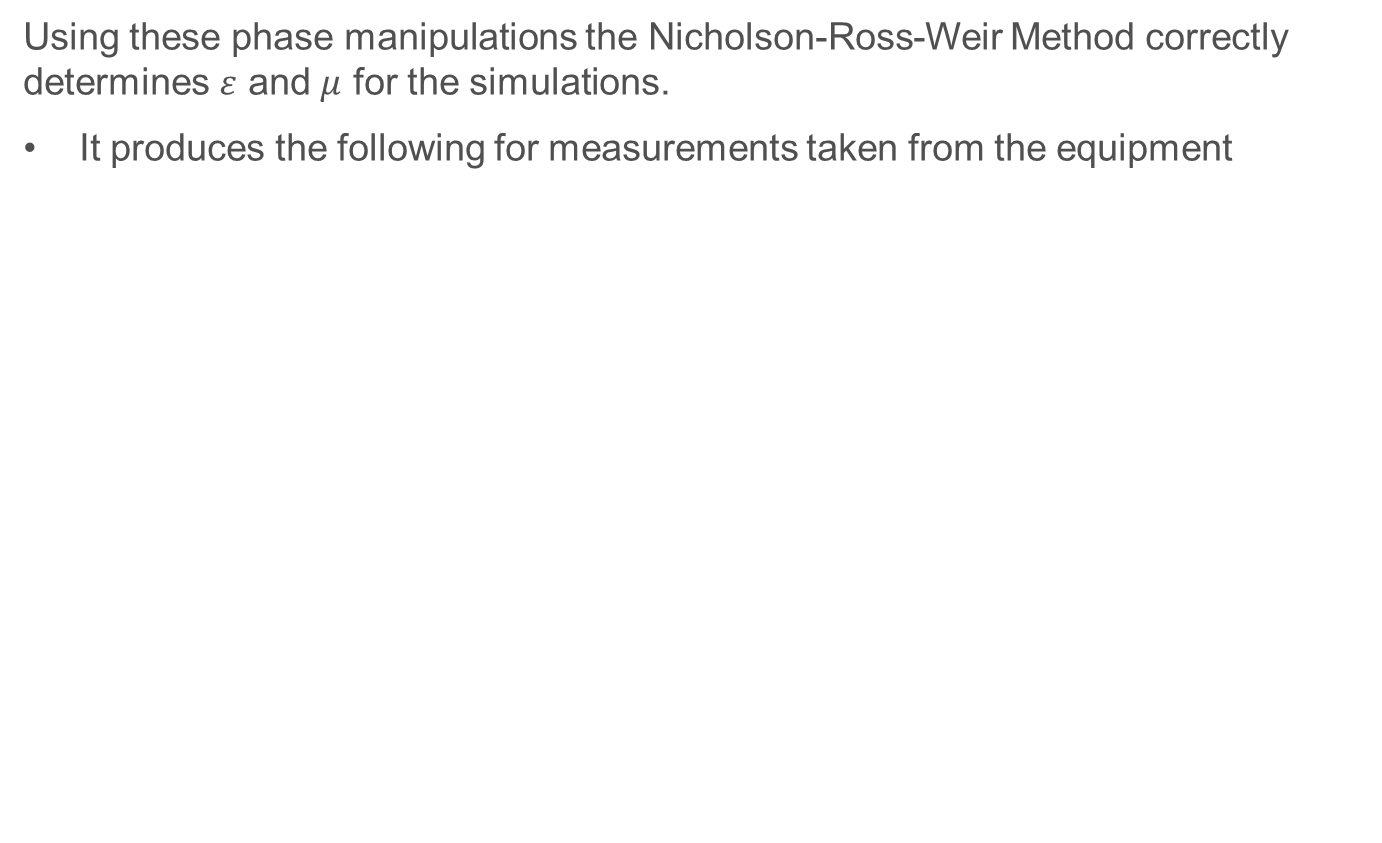 Using these phase manipulations the Nicholson-Ross-Weir Method correctly
determines 𝜀 and 𝜇 for the simulations.
• It produces the following for measurements taken from the equipment